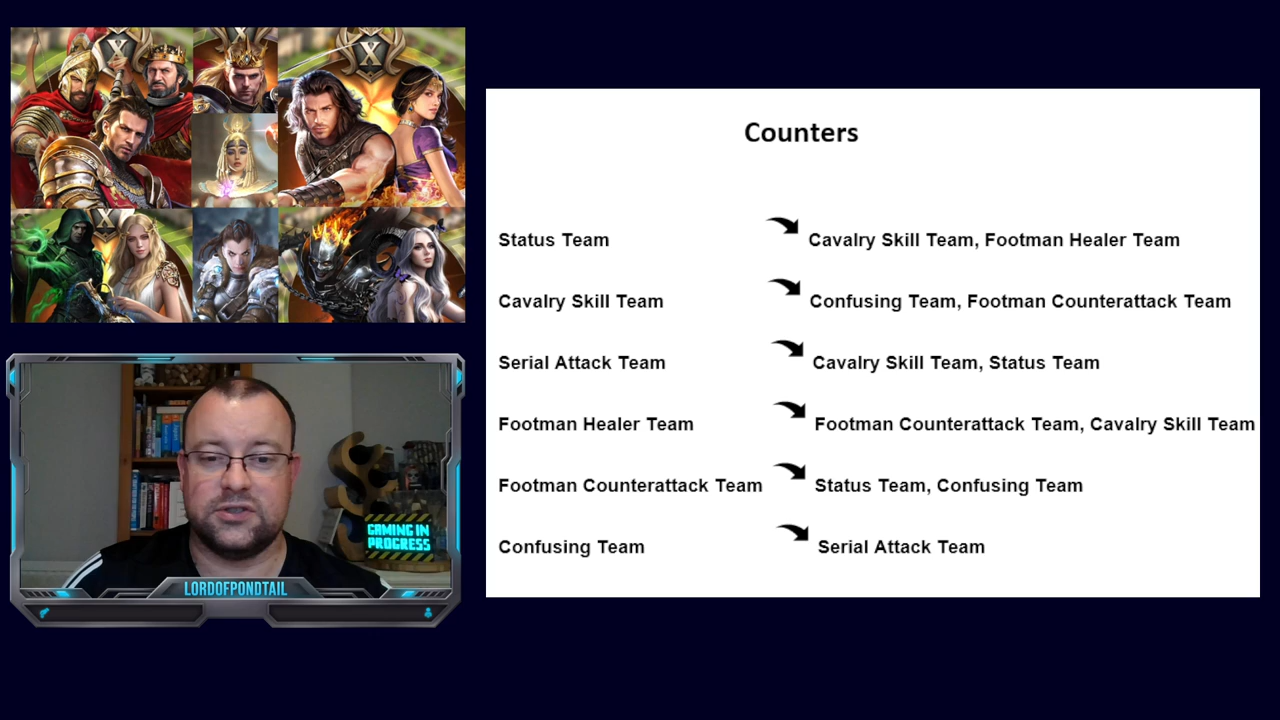 X
X
X
X
X
Counters
Status Team
Cavalry Skill Team, Footman Healer Team
Cavalry Skill Team
Confusing Team, Footman Counterattack Team
Serial Attack Team
Cavalry Skill Team, Status Team
Footman Healer Team
Footman Counterattack Team, Cavalry Skill Team
Footman Counterattack Team
Status Team, Confusing Team
Confusing Team
Serial Attack Team
GAMING IN
PROGRESS
LORDOFPONDTAIL